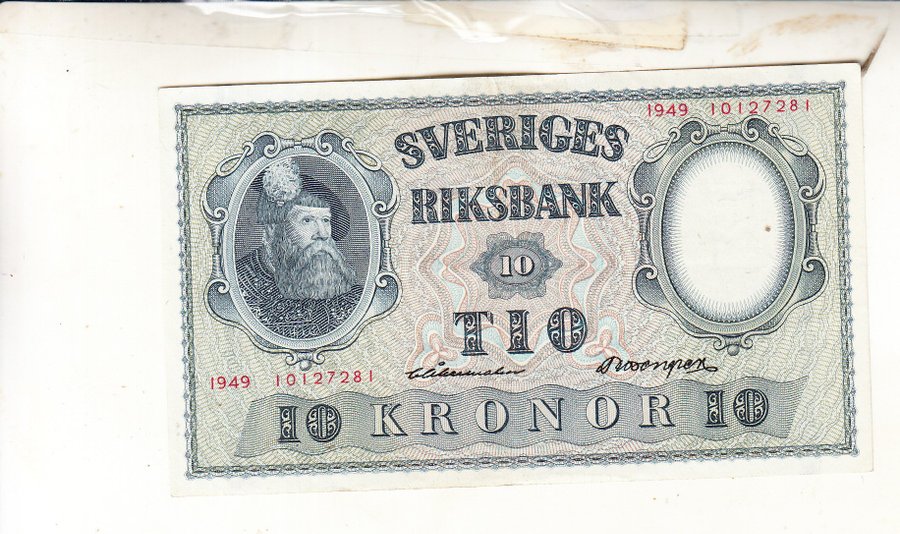 1949 10127281
SVERIGES
RIKSBANK
10
TIO
1949 10127281
10 KRONOR 10